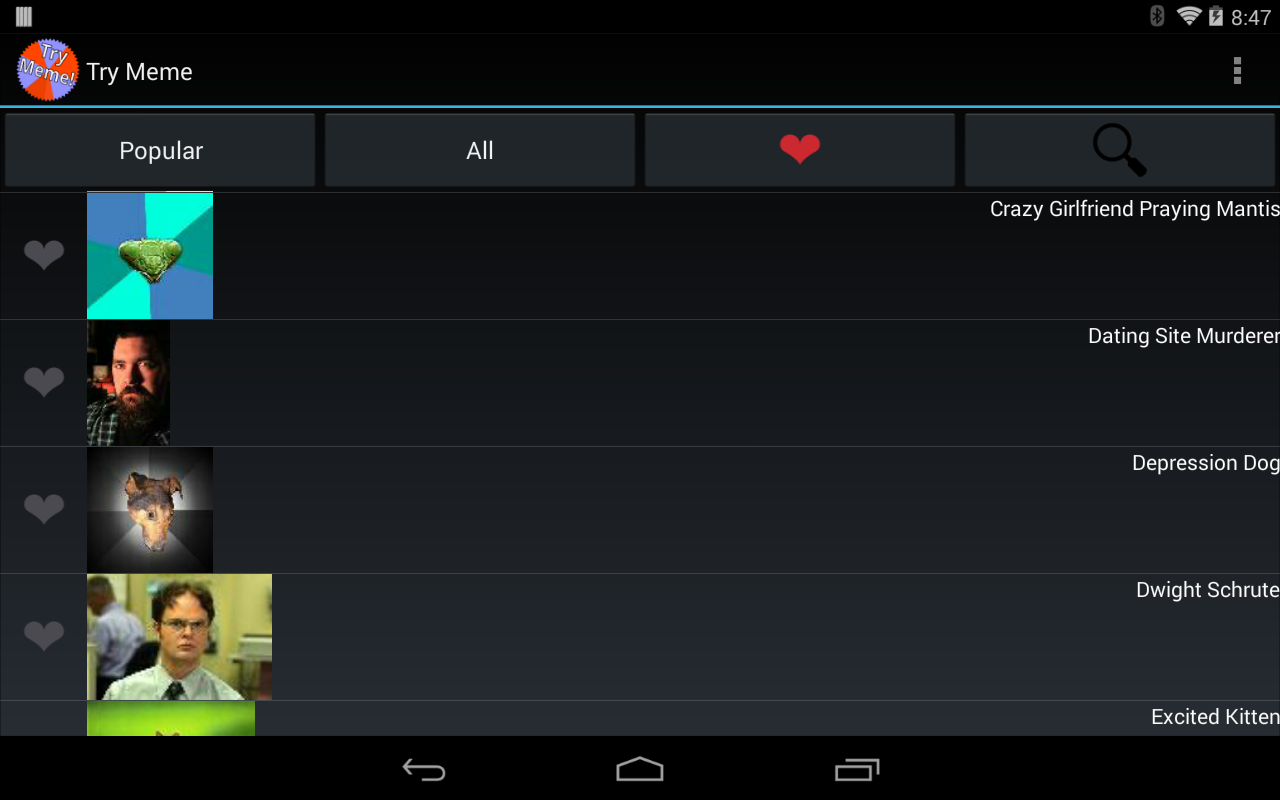 8:47
Try
Meme!
Try Meme
Popular
All
Crazy Girlfriend Praying Mantis
Dating Site Murderer
Depression Dog
Dwight Schrute
Excited Kitten